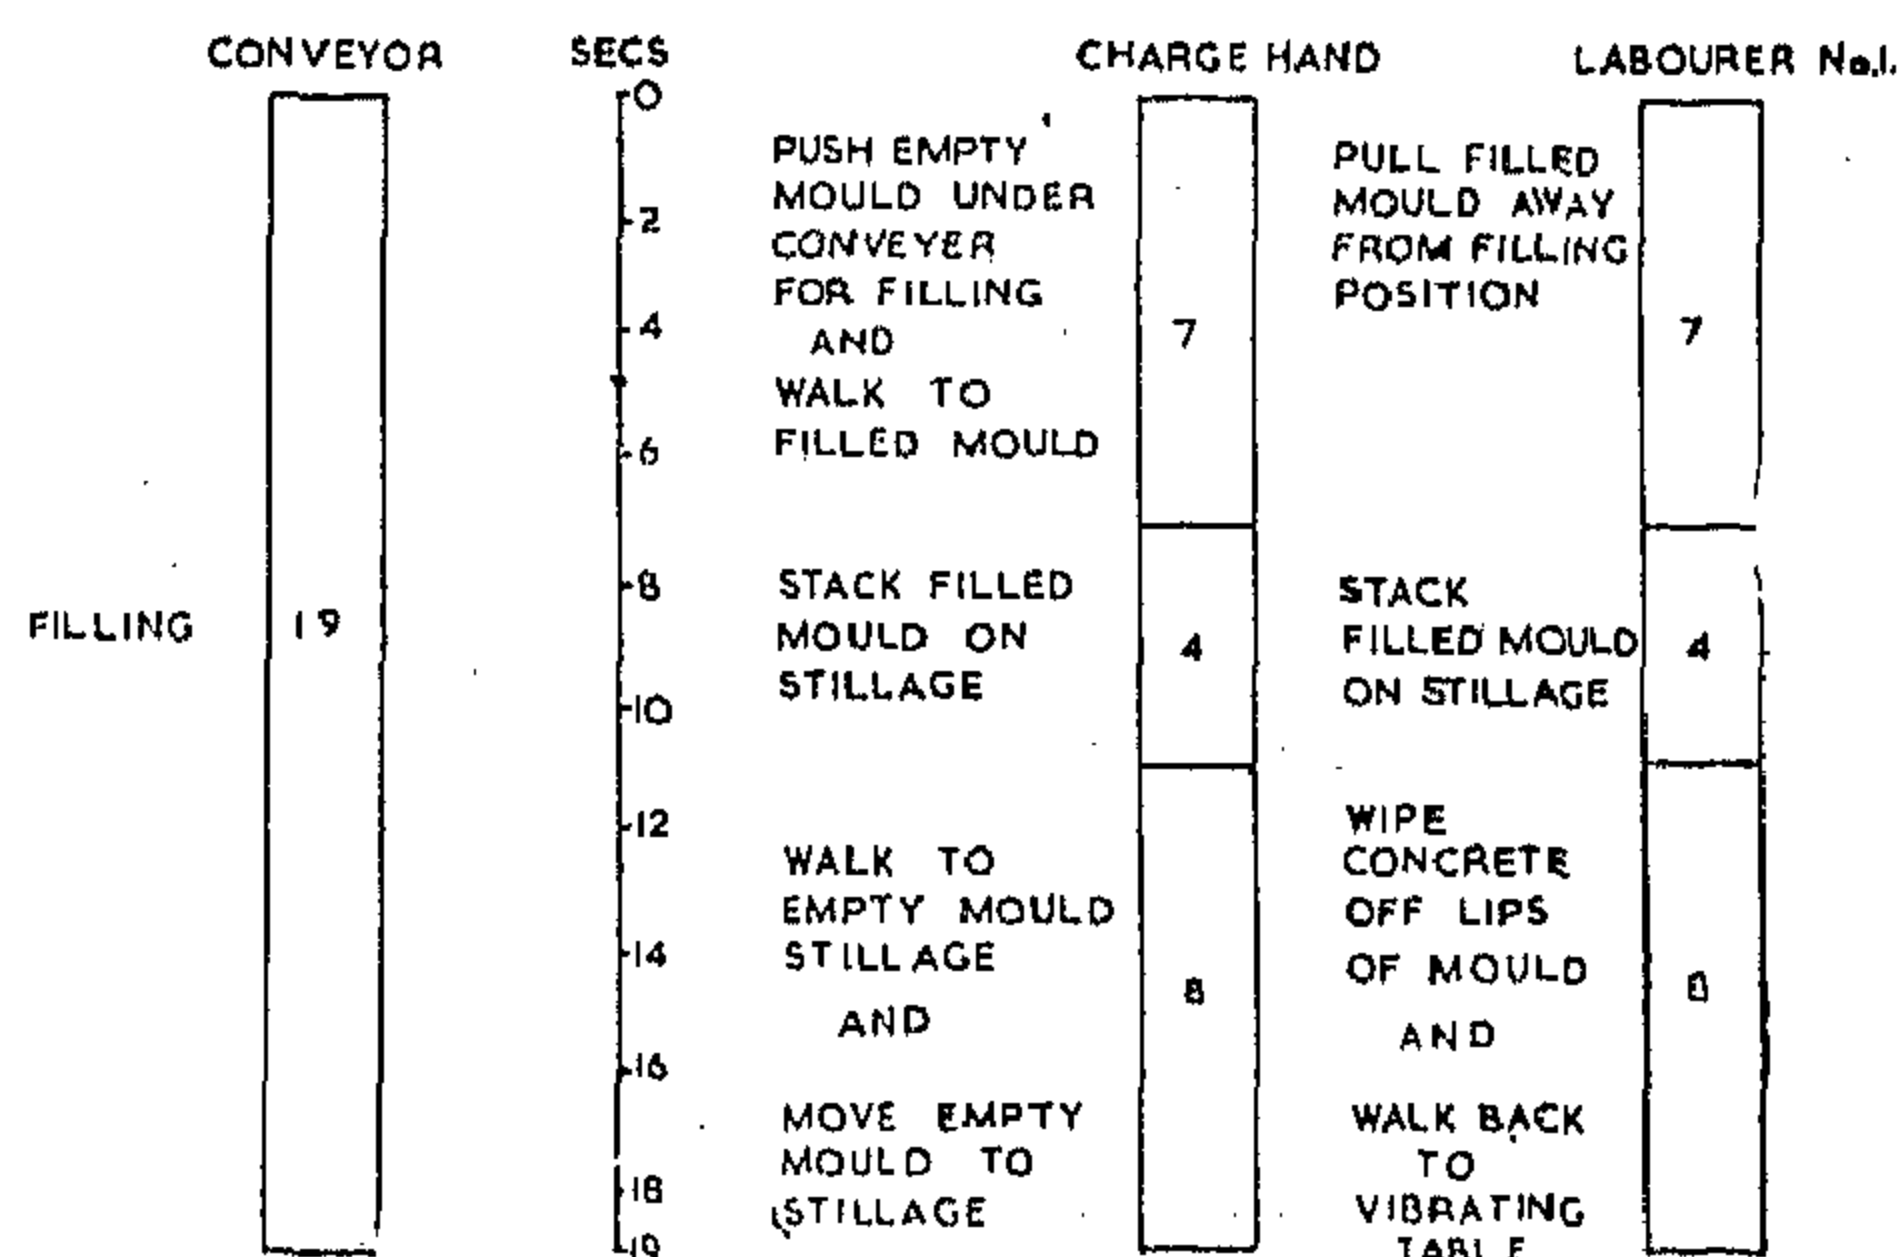 CONVEYOR SECS CHARGE HAND LABOURER No.1.
0
PUSH EMPTY
MOULD UNDER
CONVEYER
FOR FILLING
AND
WALK TO
FILLED MOULD
7
PULL FILLED
MOULD AWAY
FROM FILLING
POSITION
7
2
4
6
8
10
12
14
16
18
19
FILLING 19
STACK FILLED
MOULD ON
STILLAGE
4
STACK
FILLED MOULD
ON STILLAGE
4
WALK TO
EMPTY MOULD
STILLAGE
AND
MOVE EMPTY
MOULD TO
STILLAGE
8
WIPE
CONCRETE
OFF LIPS
OF MOULD
AND
WALK BACK
TO
VIBRATING
TABLE
8